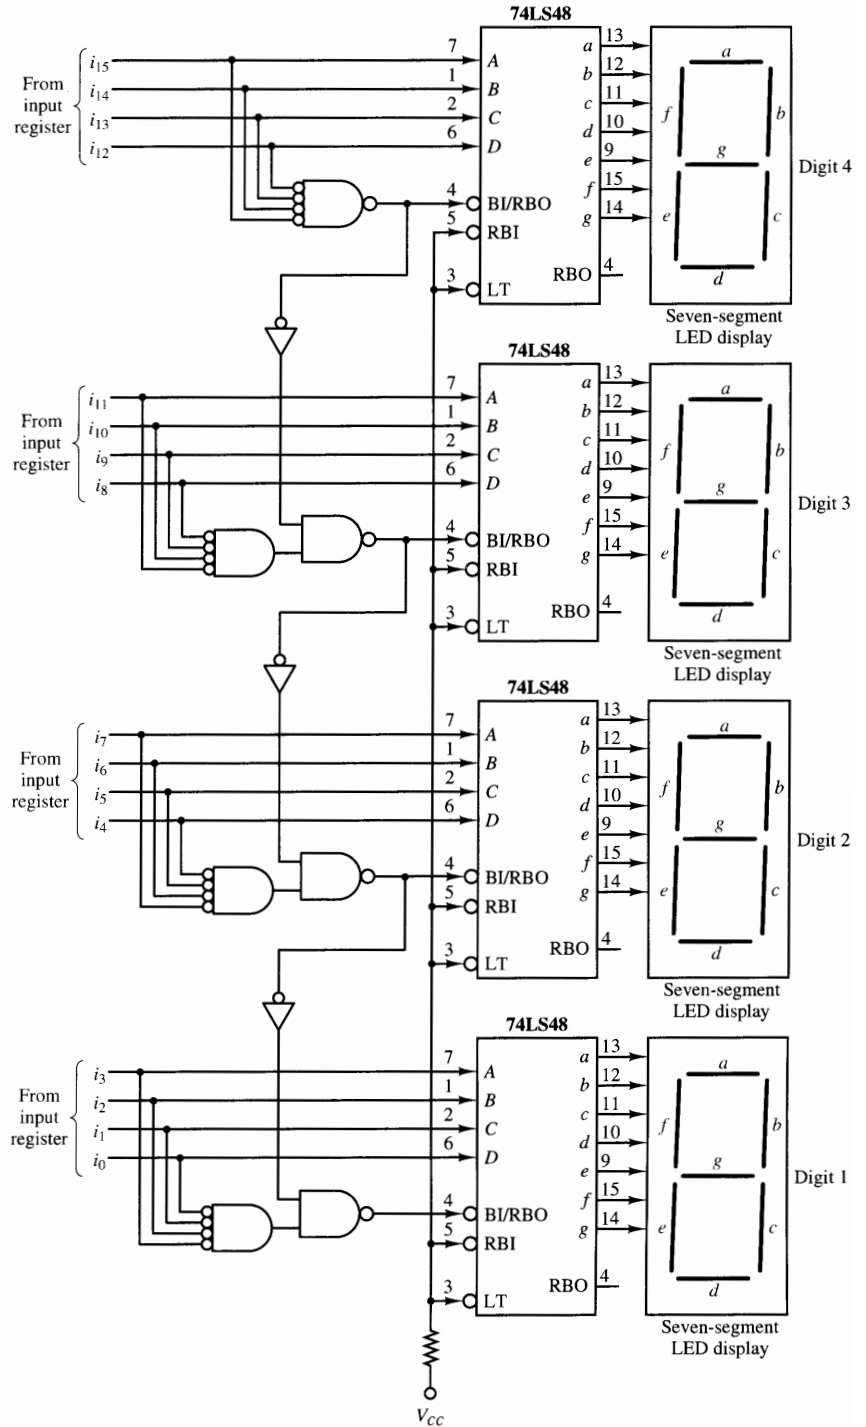 74LS48
From
input
register
i15
i14
i13
i12
7
1
2
6
4
5
3
A
B
C
D
BI/RBO
RBI
LT
a
b
c
d
e
f
g
RBO
13
12
11
10
9
15
14
4
a
b
c
d
e
f
g
Digit 4
Seven-segment
LED display
74LS48
From
input
register
i11
i10
i9
i8
7
1
2
6
4
5
3
A
B
C
D
BI/RBO
RBI
LT
a
b
c
d
e
f
g
RBO
13
12
11
10
9
15
14
4
a
b
c
d
e
f
g
Digit 3
Seven-segment
LED display
74LS48
From
input
register
i7
i6
i5
i4
7
1
2
6
4
5
3
A
B
C
D
BI/RBO
RBI
LT
a
b
c
d
e
f
g
RBO
13
12
11
10
9
15
14
4
a
b
c
d
e
f
g
Digit 2
Seven-segment
LED display
74LS48
From
input
register
i3
i2
i1
i0
7
1
2
6
4
5
3
A
B
C
D
BI/RBO
RBI
LT
a
b
c
d
e
f
g
RBO
13
12
11
10
9
15
14
4
a
b
c
d
e
f
g
Digit 1
Seven-segment
LED display
VCC